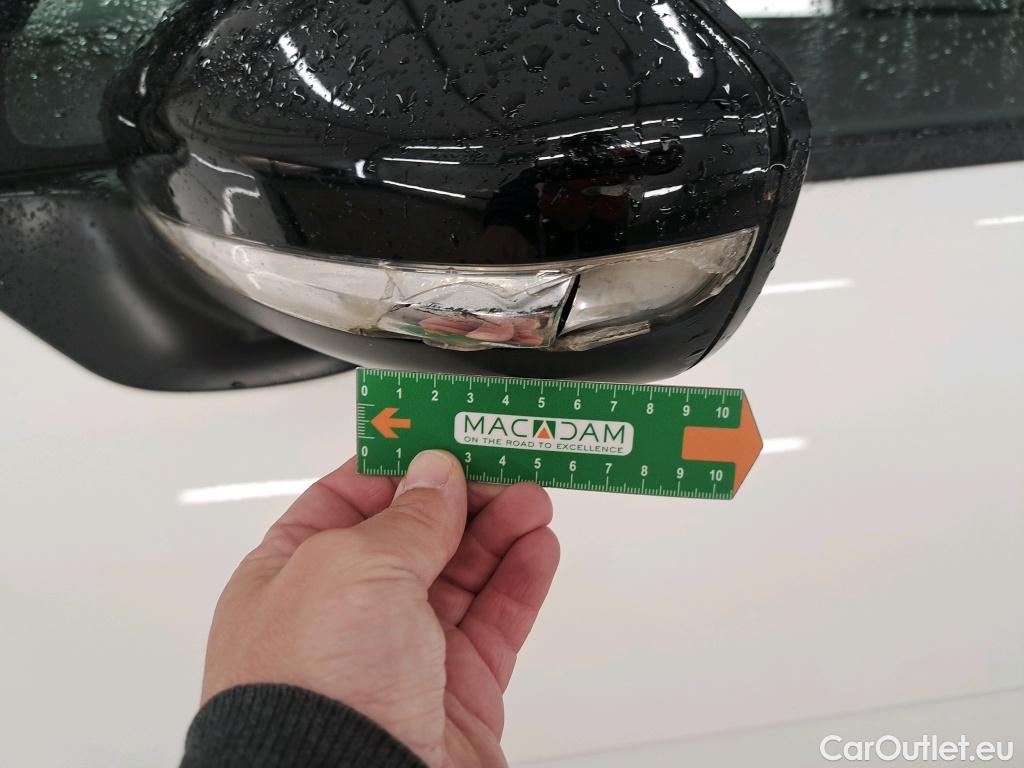 0 1 2 3 4 5 6 7 8 9 10
MACADAM
ON THE ROAD TO EXCELLENCE
0 1 3 4 5 6 7 8 9 10
CarOutlet.eu